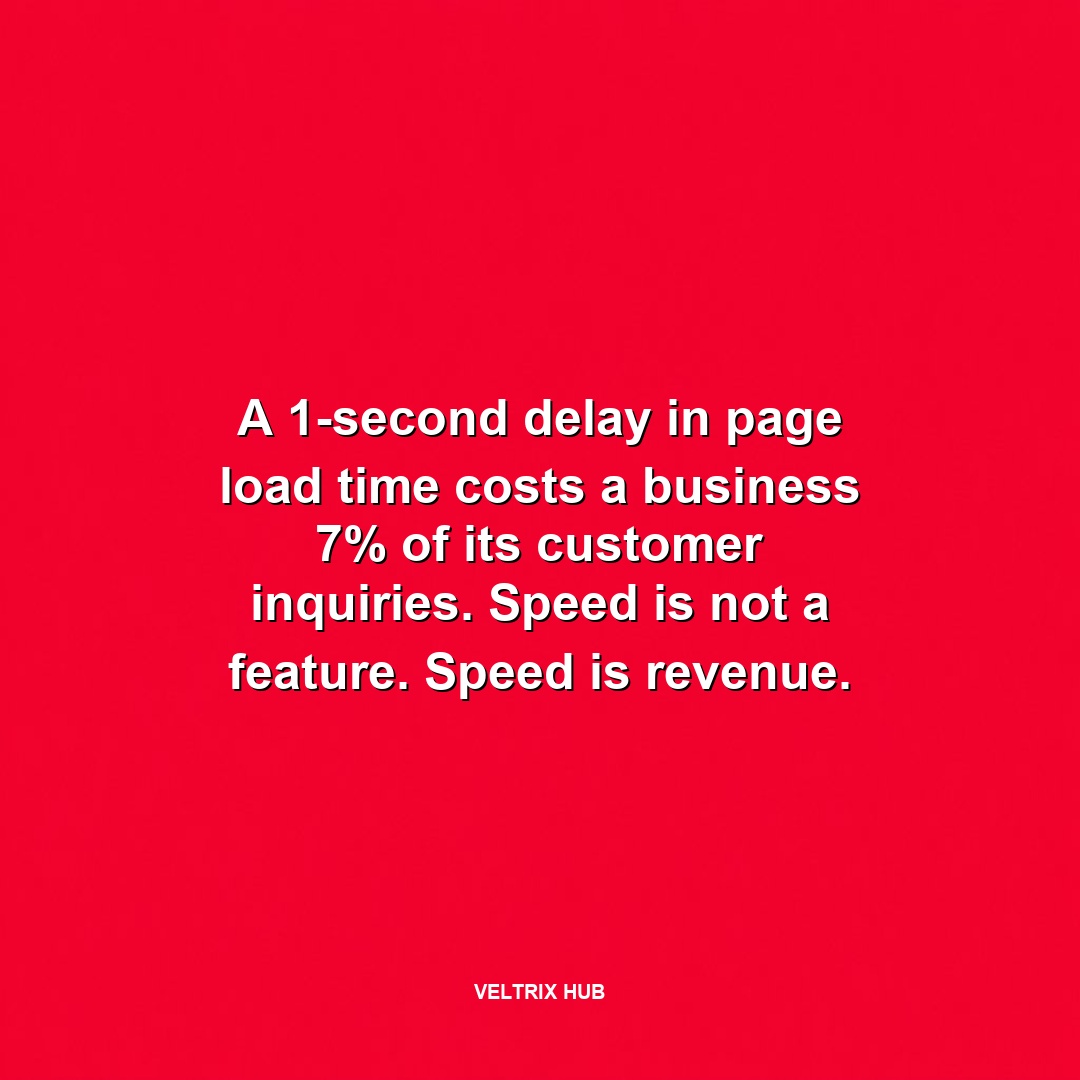 A 1-second delay in page
load time costs a business
7% of its customer
inquiries. Speed is not a
feature. Speed is revenue.
VELTRIX HUB